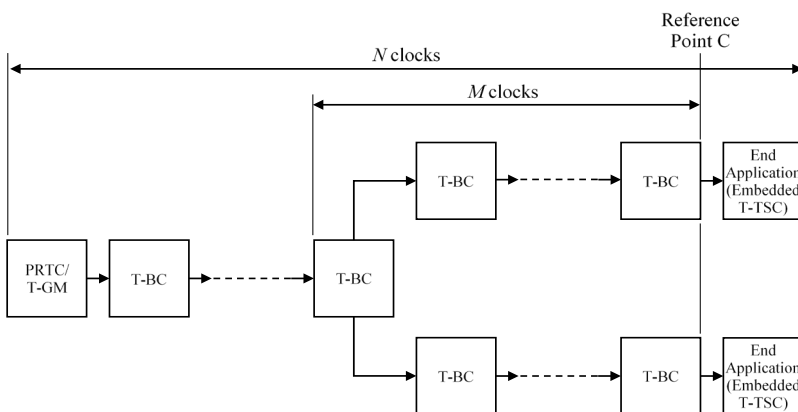 Reference
Point C
N clocks
M clocks
T-BC
T-BC
End
Application
(Embedded
T-TSC)
PRTC/
T-GM
T-BC
T-BC
T-BC
T-BC
End
Application
(Embedded
T-TSC)